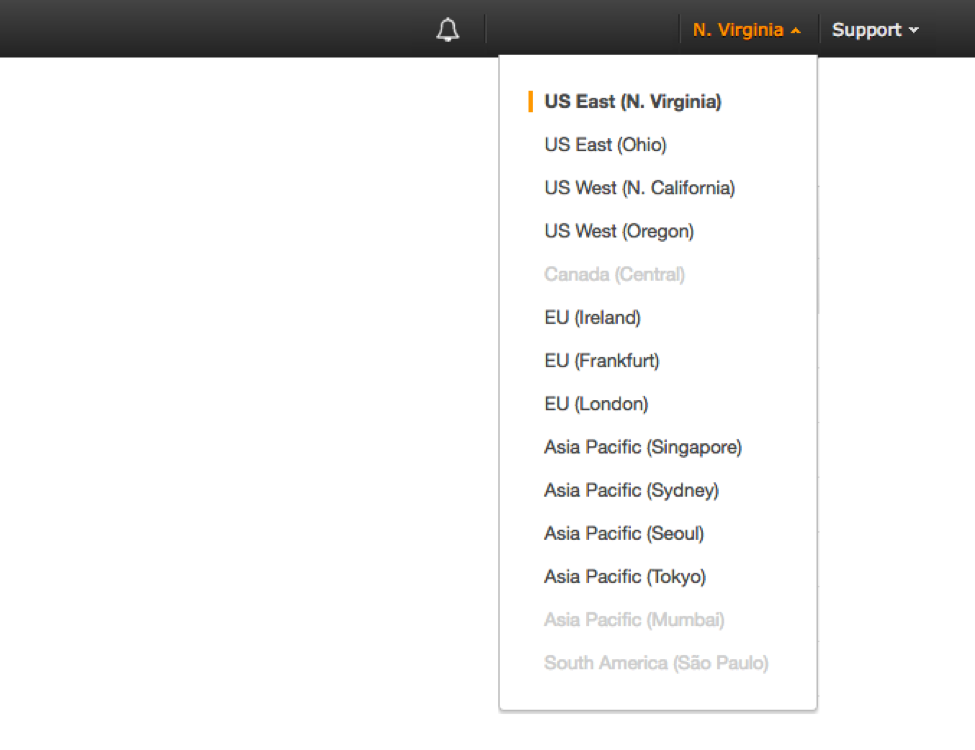 N. Virginia
Support
US East (N. Virginia)
US East (Ohio)
US West (N. California)
US West (Oregon)
Canada (Central)
EU (Ireland)
EU (Frankfurt)
EU (London)
Asia Pacific (Singapore)
Asia Pacific (Sydney)
Asia Pacific (Seoul)
Asia Pacific (Tokyo)
Asia Pacific (Mumbai)
South America (São Paulo)